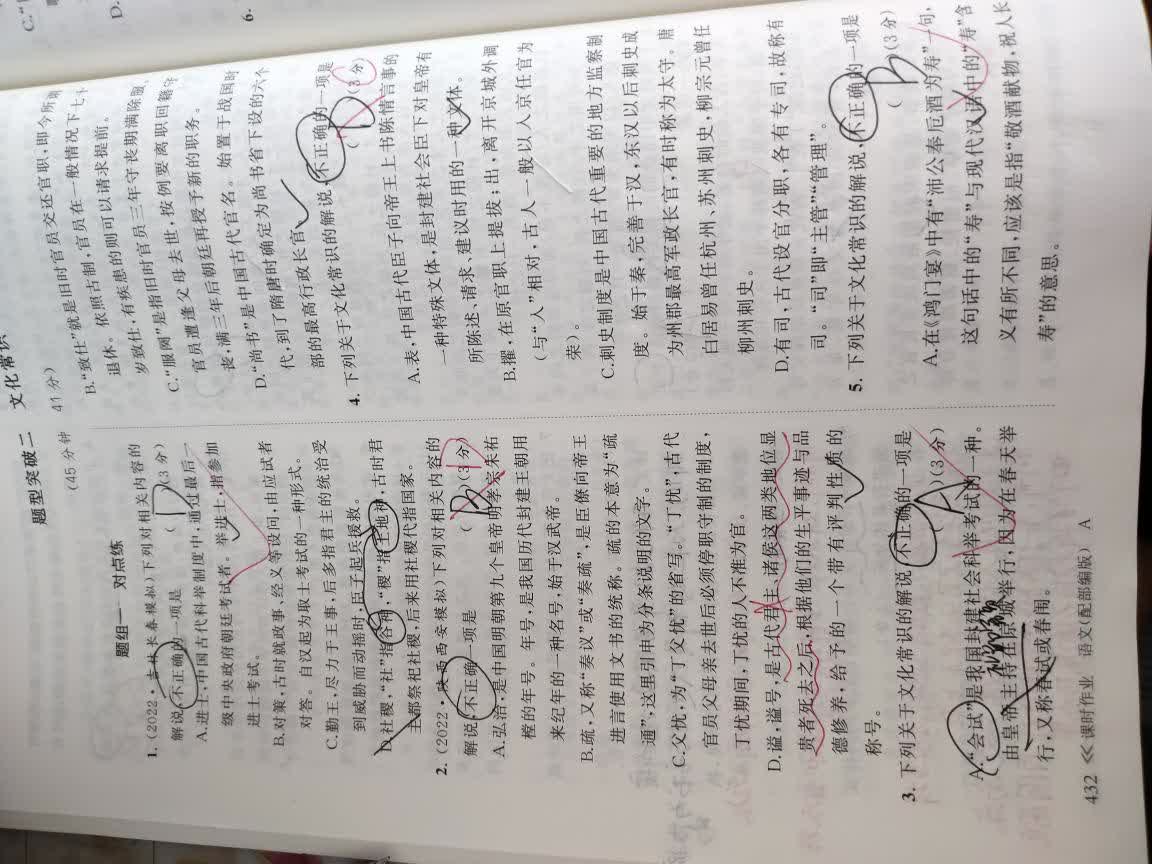 题型突破二 文化常识
(45分钟 41分)
题组一 对点练
1.(2022·吉林长春模拟)下列对相关内容的
解说,不正确的一项是 ( D )(3分)
A.进士,中国古代科举制度中,通过最后一
级中央政府朝廷考试者。举进士,指参加
进士考试。
B.对策,古时就政事、经义等设问,由应试者
对答。自汉起为取士考试的一种形式。
C.勤王,尽力于王事,后多指君主的统治受
到威胁而动摇时,臣子起兵援救。
D.社稷,“社”指谷神,“稷”指土地神,古时君
主都祭祀社稷,后来用社稷代指国家。
2.(2022·陕西西安模拟)下列对相关内容的
解说,不正确的一项是 ( B )(3分)
D
A.弘治,是中国明朝第九个皇帝明孝宗朱祐
樘的年号。年号,是我国历代封建王朝用
来纪年的一种名号,始于汉武帝。
B.疏,又称“奏议”或“奏疏”,是臣僚向帝王
进言使用文书的统称。疏的本意为“疏
通”,这里引申为分条说明的文字。
C.父忧,为“丁父忧”的省写。“丁忧”,古代
官员父母亲去世后必须停职守制的制度,
丁忧期间,丁忧的人不准为官。
D.谥,谥号,是古代君主、诸侯这两类地位显
贵者死去之后,根据他们的生平事迹与品
德修养,给予的一个带有评判性质的
称号。
3.下列关于文化常识的解说,不正确的一项是
( A )(3分)
A.“会试”是我国封建社会科举考试的一种。
由皇帝主持在京城举行,因为在春天举
行,又称春试或春闱。
B.“致仕”就是旧时官员交还官职,即今所谓
退休。依照古制,官员在一般情况下七十
岁致仕,有疾患的则可以请求提前。
C.“服阕”是指旧时官员三年守丧期满除服,
官员遭逢父母去世,按例要离职回籍守
丧,满三年后朝廷再授予新的职务。
D.“尚书”是中国古代官名。始置于战国时
代,到了隋唐时确定为尚书省下设的六个
部的最高行政长官
4.下列关于文化常识的解说,不正确的一项是
( D )(3分)
C
A.表,中国古代臣子向帝王上书陈情言事的
一种特殊文体,是封建社会臣下对皇帝有
所陈述、请求、建议时用的一种文体。
B.擢,在原官职上提拔;出,离开京城外调
(与“入”相对,古人一般以入京任官为
荣)。
C.刺史制度是中国古代重要的地方监察制
度。始于秦,完善于汉,东汉以后刺史成
为州郡最高军政长官,有时称为太守。唐
白居易曾任杭州、苏州刺史,柳宗元曾任
柳州刺史。
D.有司,古代设官分职,各有专司,故称有
司。“司”即“主管”“管理”。
5.下列关于文化常识的解说,不正确的一项是
( B )(3分)
A.在《鸿门宴》中有“沛公奉卮酒为寿”一句,
这句话中的“寿”与现代汉语中的“寿”含
义有所不同,应该是指“敬酒献物,祝人长
寿”的意思。
6.
432 ≪ 课时作业 语文(配部编版) A